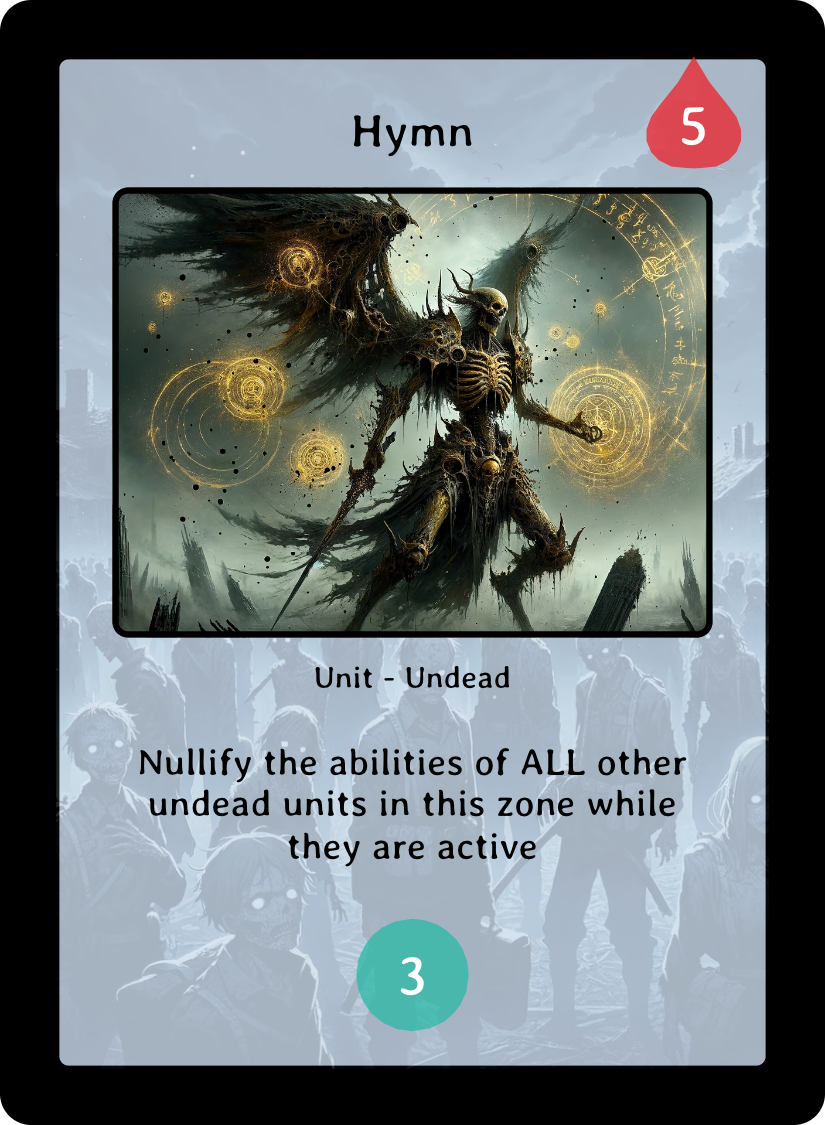 Hymn
5
Unit - Undead
Nullify the abilities of ALL other
undead units in this zone while
they are active
3